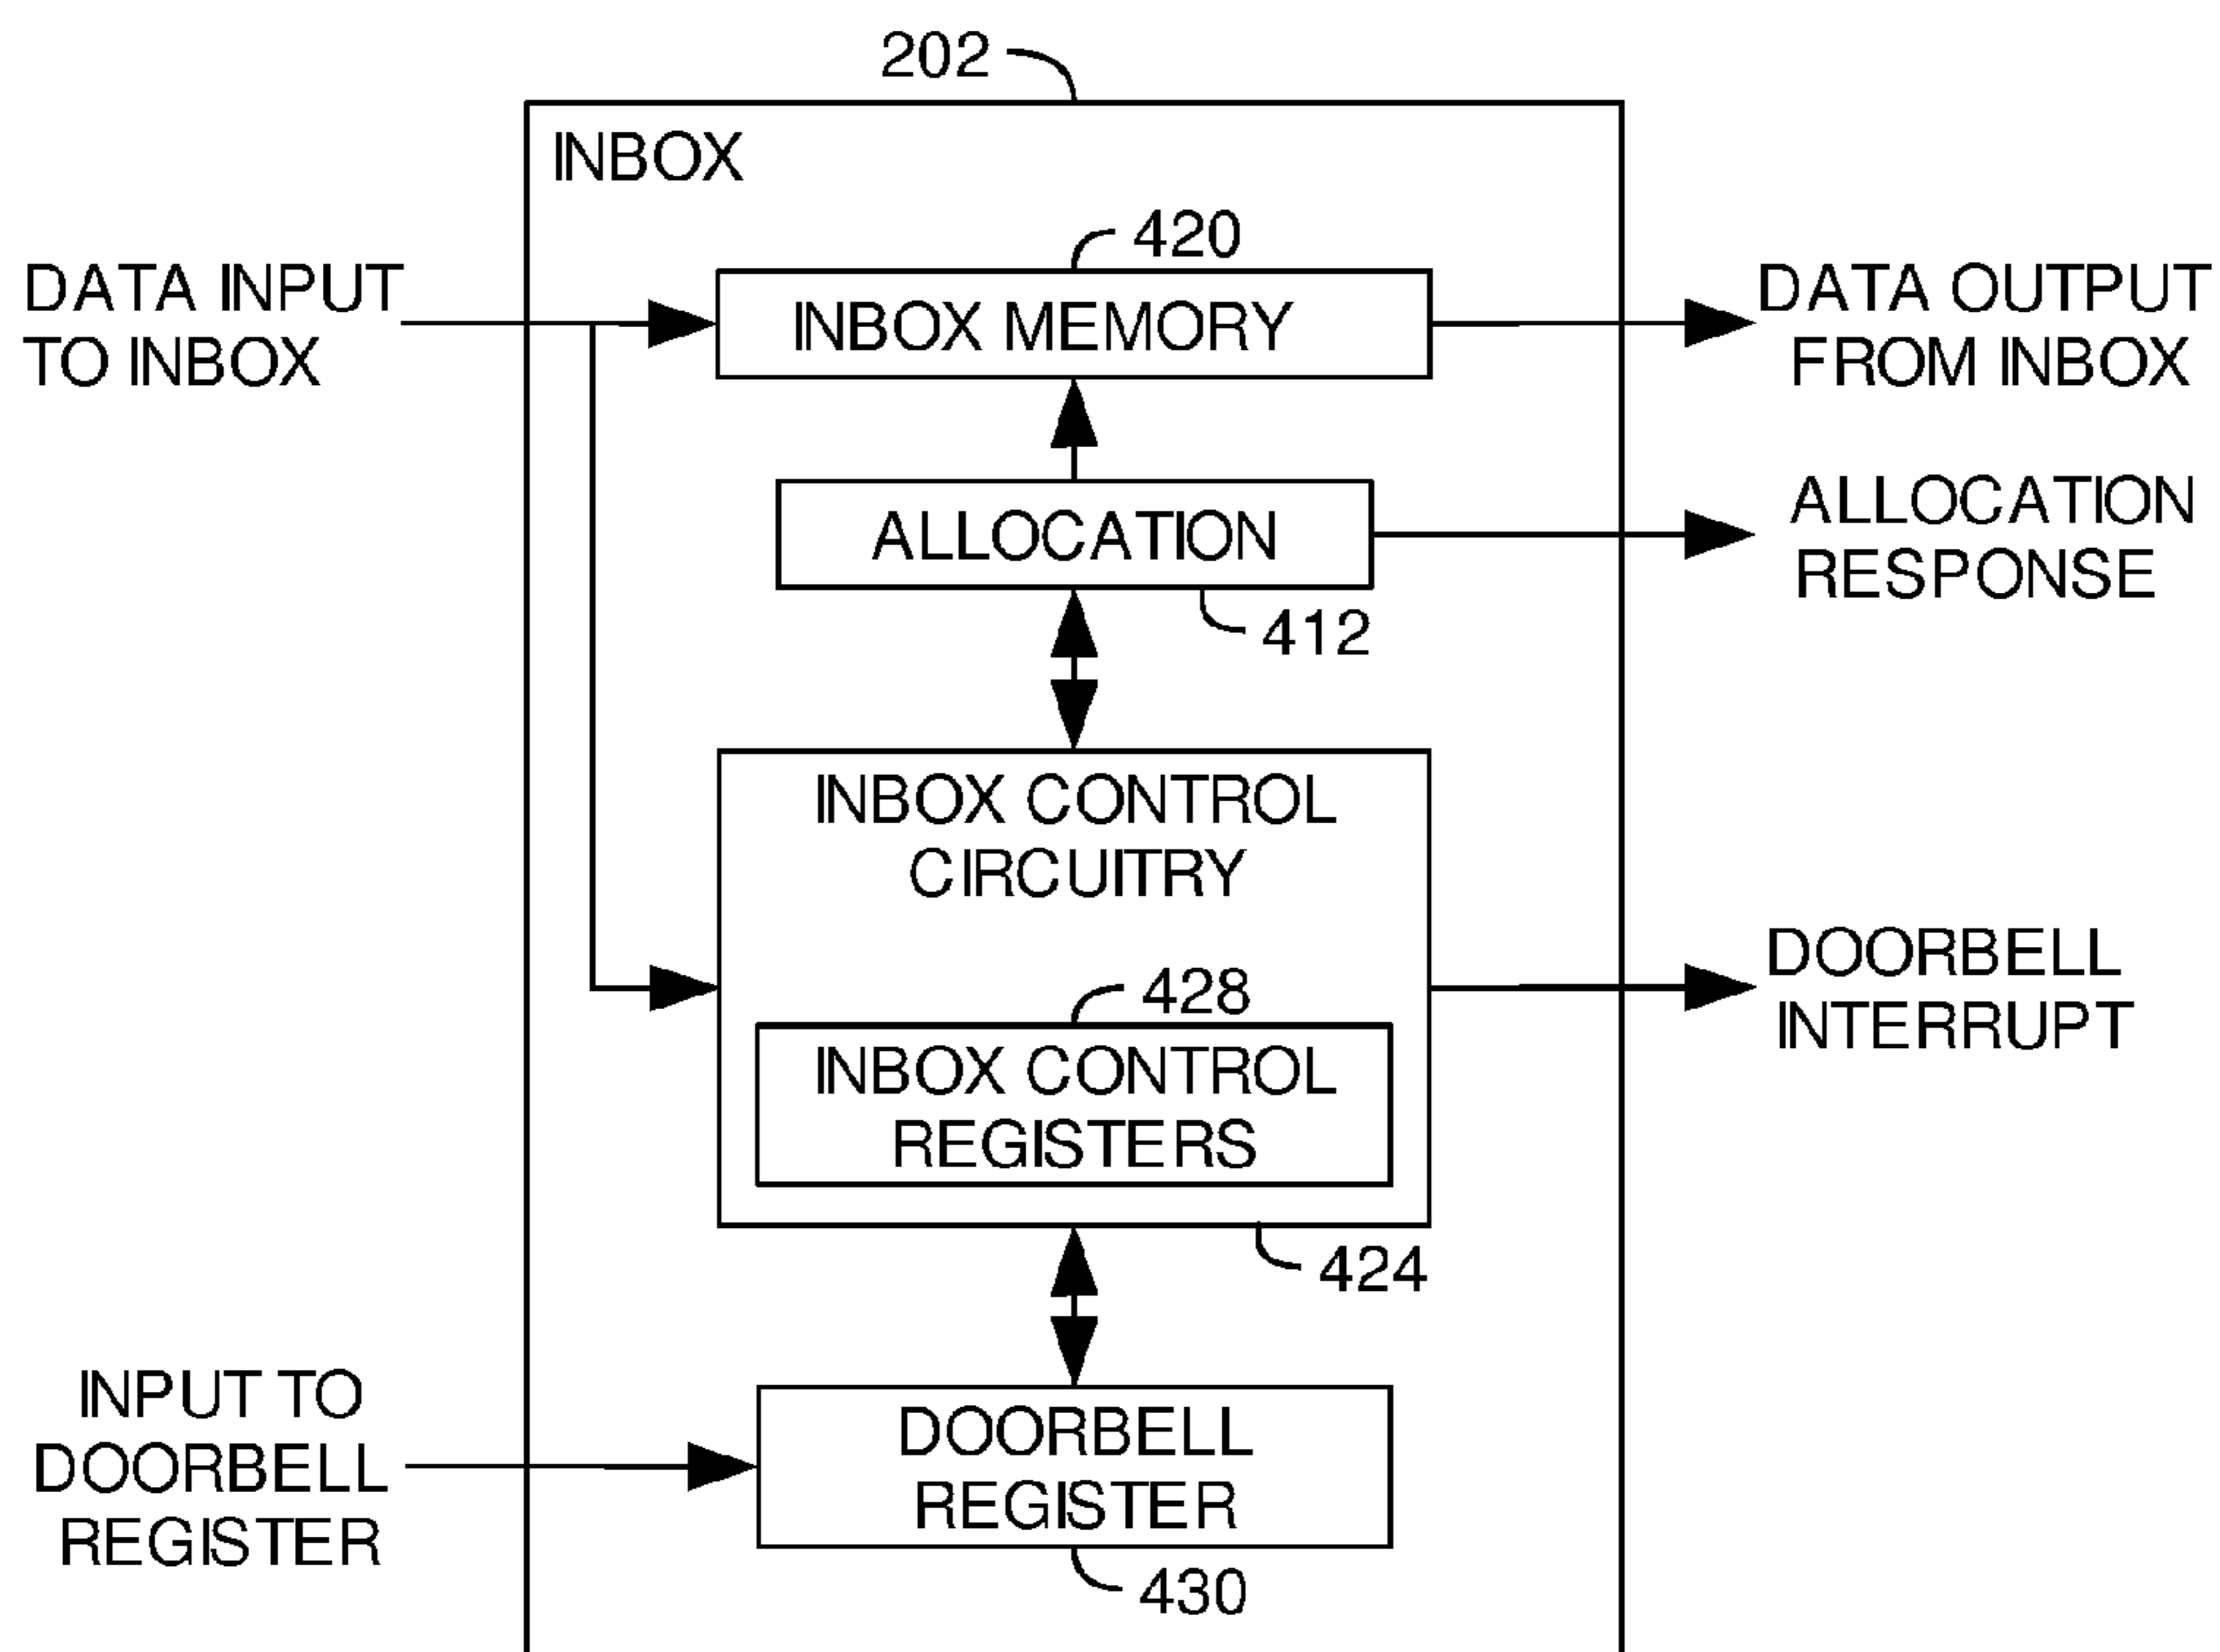 202
INBOX
420
DATA INPUT
TO INBOX
INBOX MEMORY
DATA OUTPUT
FROM INBOX
ALLOCATION
412
ALLOCATION
RESPONSE
INBOX CONTROL
CIRCUITRY
428
INBOX CONTROL
REGISTERS
424
DOORBELL
INTERRUPT
INPUT TO
DOORBELL
REGISTER
DOORBELL
REGISTER
430